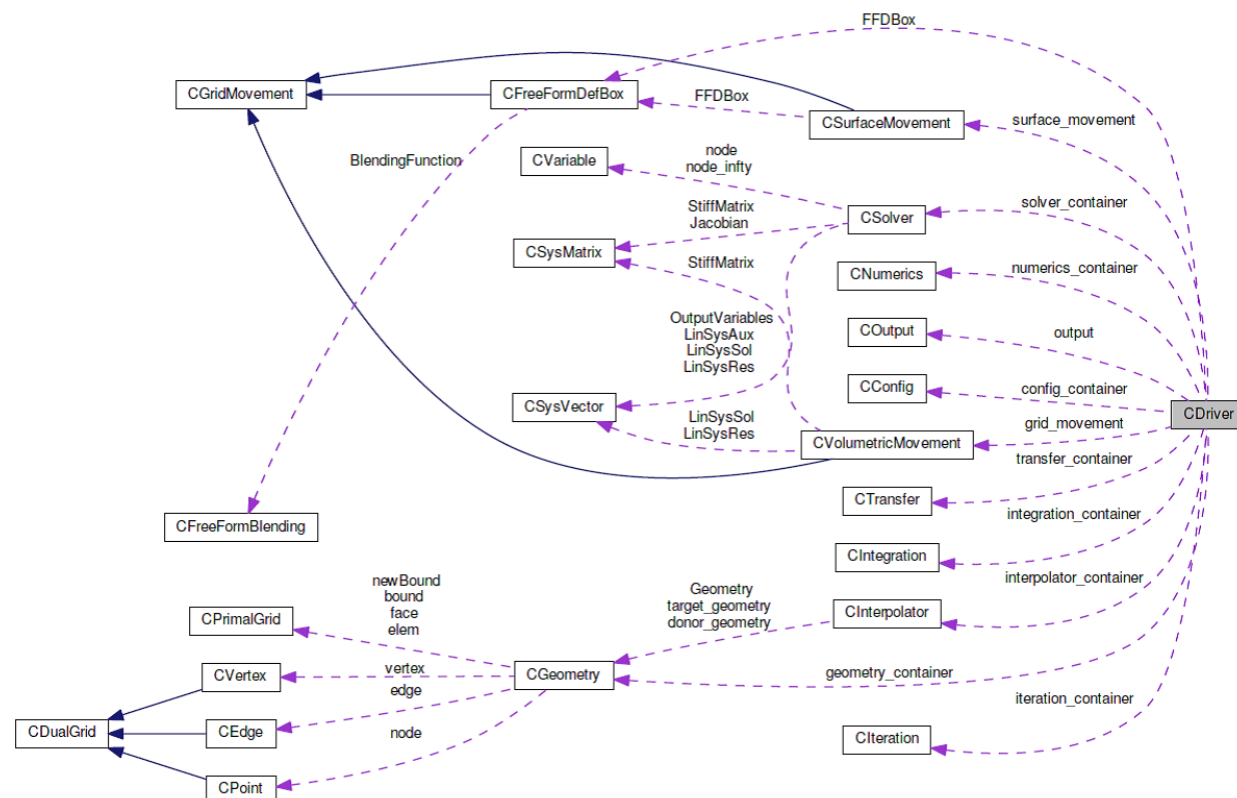 FFDBox
CGridMovement
CFreeFormDefBox
FFDBox
CSurfaceMovement
surface_movement
BlendingFunction
CVariable
node
node_infty
CSolver
solver_container
StiffMatrix
Jacobian
CSysMatrix
StiffMatrix
CNumerics
numerics_container
OutputVariables
LinSysAux
LinSysSol
LinSysRes
COutput
output
CConfig
config_container
CDriver
CSysVector
LinSysSol
LinSysRes
CVolumetricMovement
grid_movement
transfer_container
CTransfer
CFreeFormBlending
integration_container
CIntegration
interpolator_container
newBound
bound
face
elem
CPrimalGrid
Geometry
target_geometry
donor_geometry
CInterpolator
CVertex
vertex
CGeometry
geometry_container
edge
iteration_container
CDualGrid
CEdge
node
CIteration
CPoint